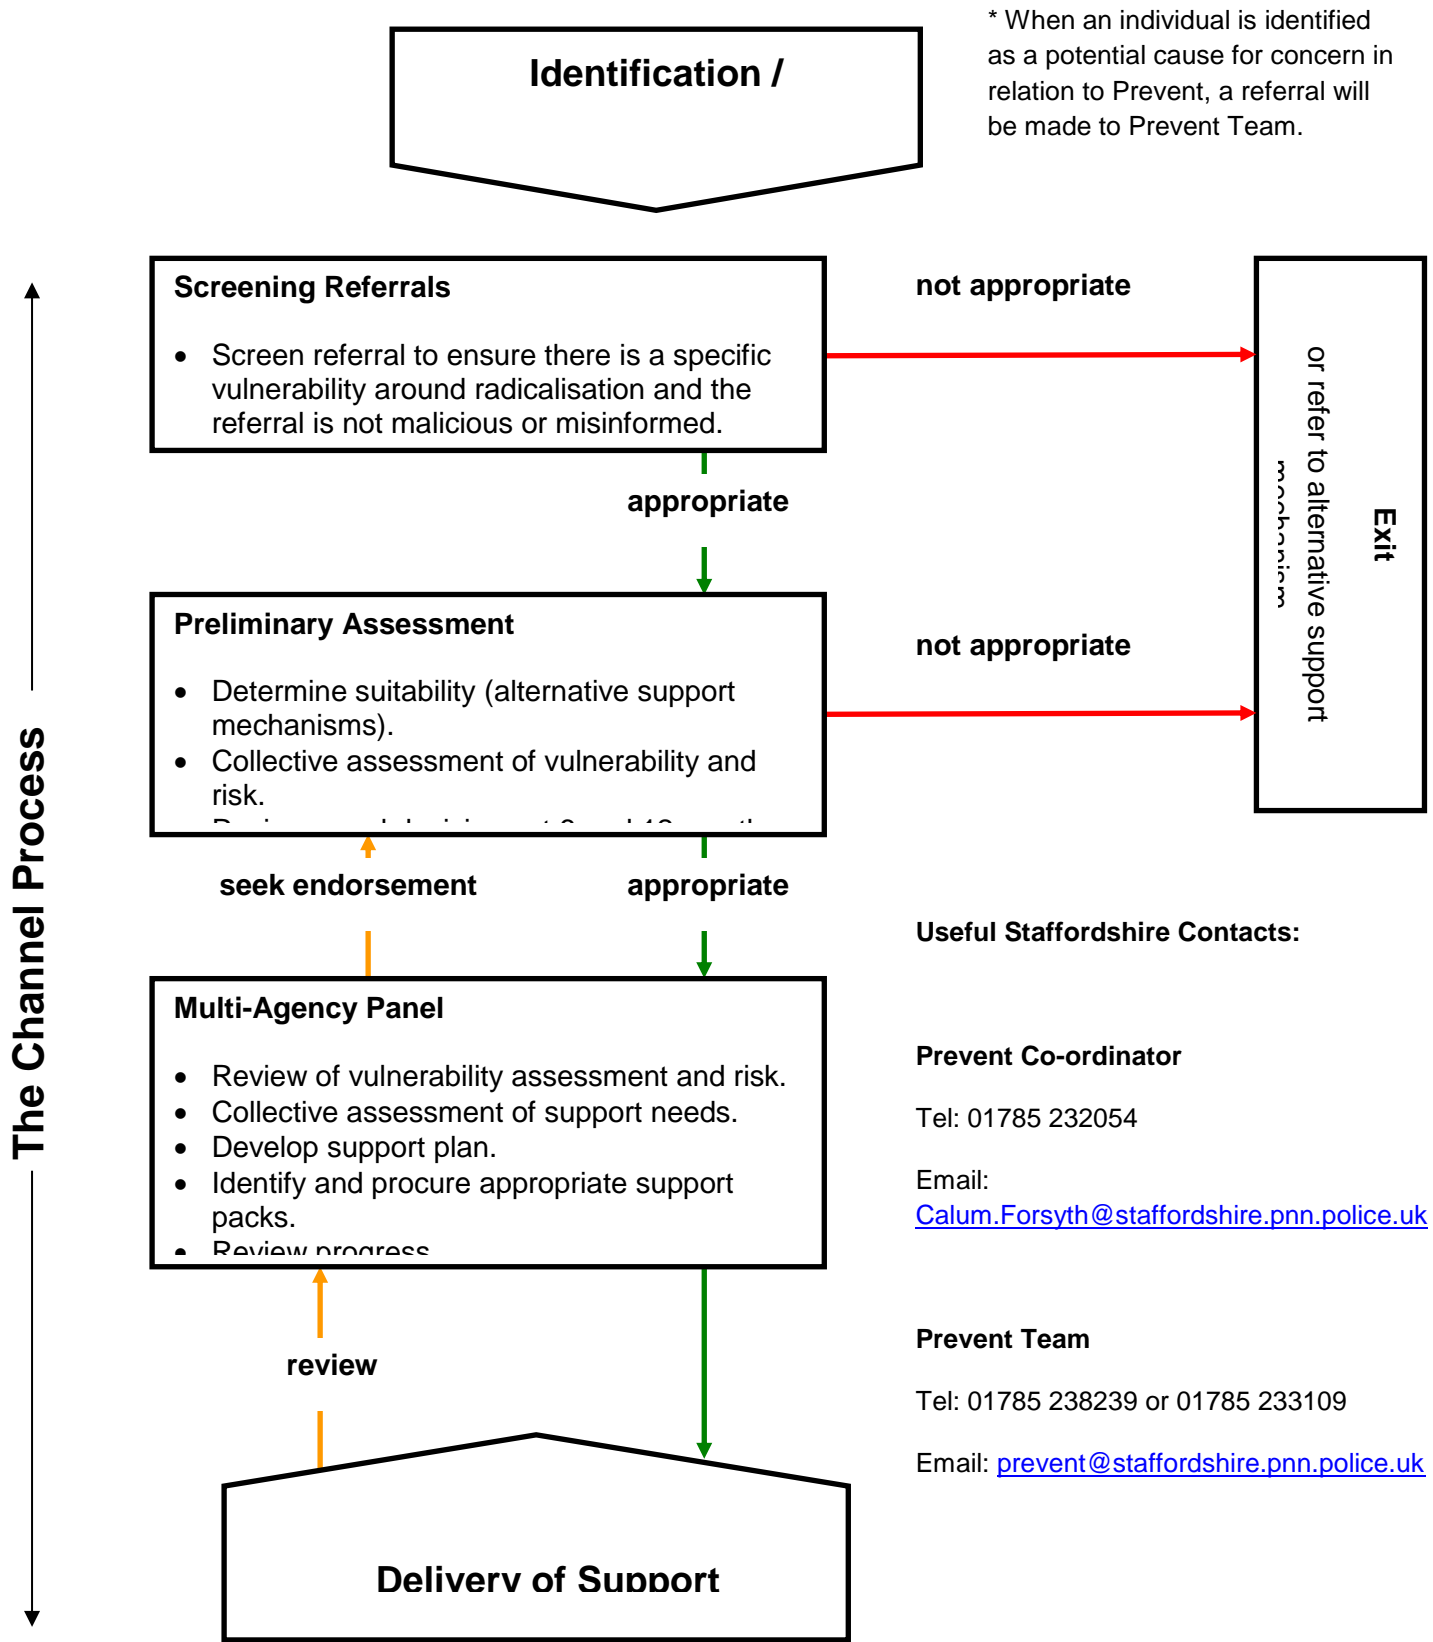 Identification /
* When an individual is identified
as a potential cause for concern in
relation to Prevent, a referral will
be made to Prevent Team.
The Channel Process
Screening Referrals
• Screen referral to ensure there is a specific
vulnerability around radicalisation and the
referral is not malicious or misinformed.
not appropriate
Exit
or refer to alternative support
mechanism
appropriate
Preliminary Assessment
• Determine suitability (alternative support
mechanisms).
• Collective assessment of vulnerability and
risk.
not appropriate
seek endorsement
appropriate
Multi-Agency Panel
• Review of vulnerability assessment and risk.
• Collective assessment of support needs.
• Develop support plan.
• Identify and procure appropriate support
packs.
• Review progress
review
Delivery of Support
Useful Staffordshire Contacts:
Prevent Co-ordinator
Tel: 01785 232054
Email:
Calum.Forsyth@staffordshire.pnn.police.uk
Prevent Team
Tel: 01785 238239 or 01785 233109
Email: prevent@staffordshire.pnn.police.uk